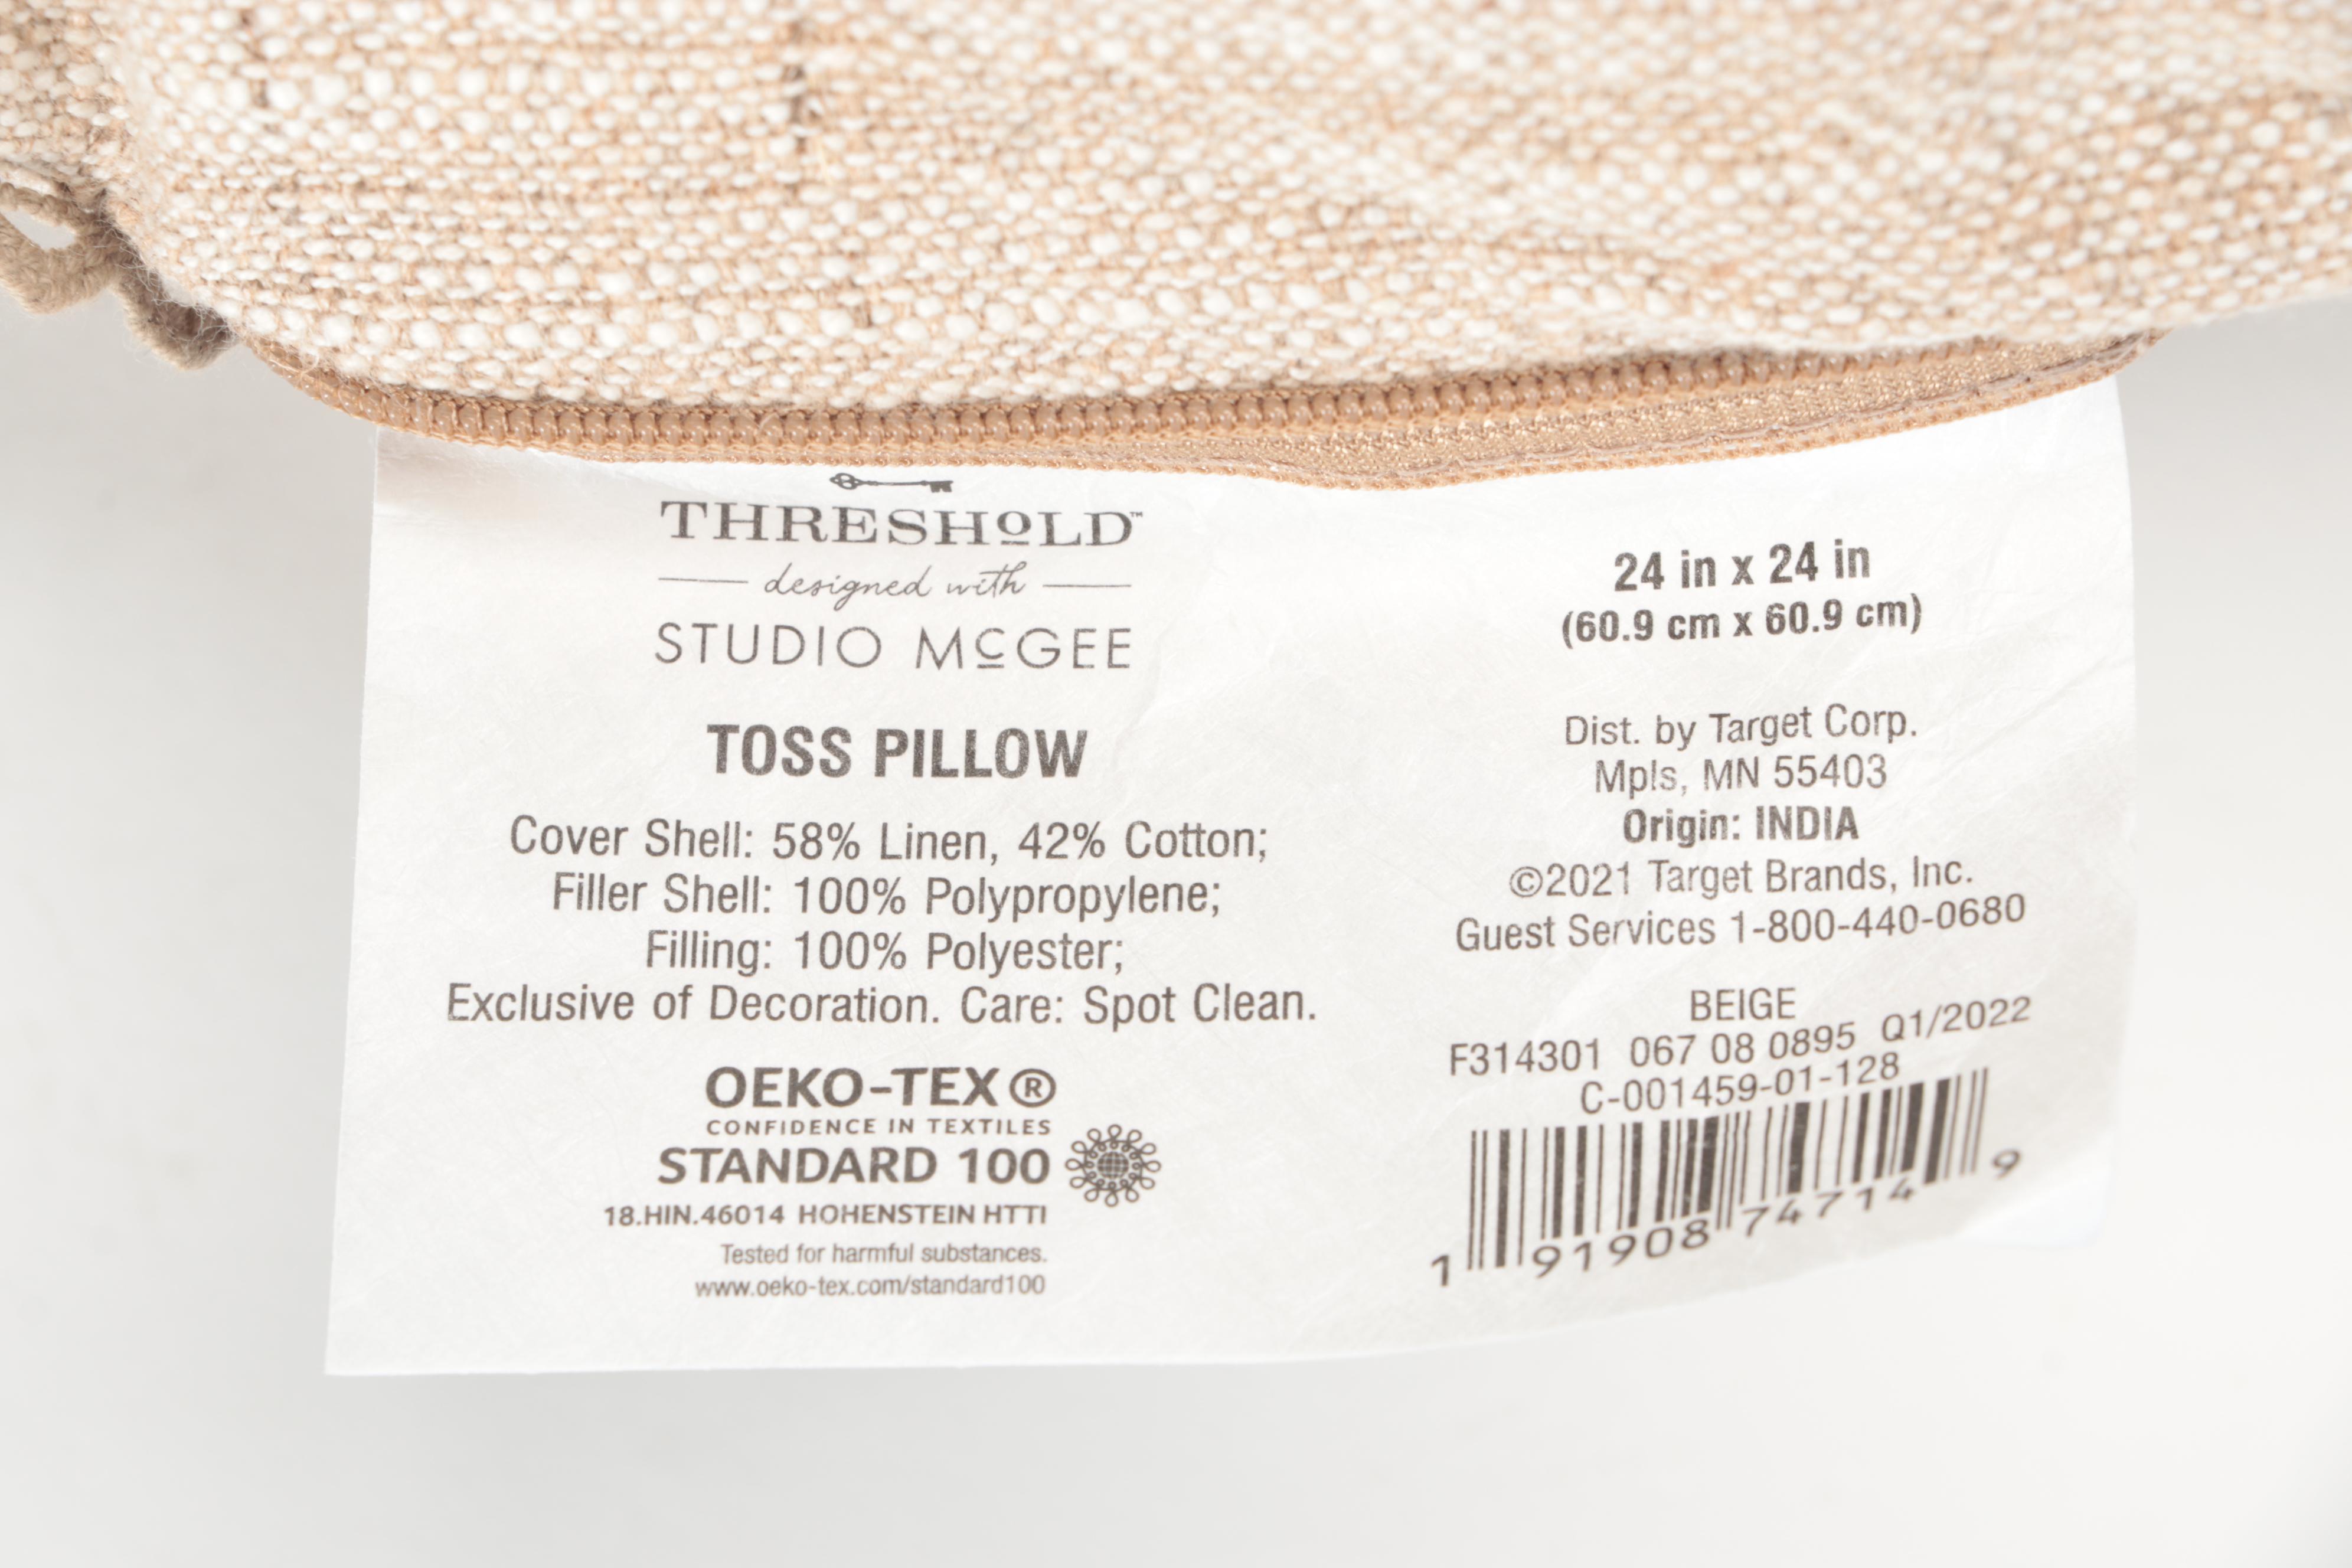 THRESHOLD™
designed with
STUDIO McGEE
TOSS PILLOW
Cover Shell: 58% Linen, 42% Cotton;
Filler Shell: 100% Polypropylene;
Filling: 100% Polyester;
Exclusive of Decoration. Care: Spot Clean.
OEKO-TEX®
CONFIDENCE IN TEXTILES
STANDARD 100
18.HIN.46014 HOHENSTEIN HTTI
Tested for harmful substances.
www.oeko-tex.com/standard100
24 in x 24 in
(60.9 cm x 60.9 cm)
Dist. by Target Corp.
Mpls, MN 55403
Origin: INDIA
©2021 Target Brands, Inc.
Guest Services 1-800-440-0680
BEIGE
F314301 067 08 0895 Q1/2022
C-001459-01-128
1 91908 74714 9